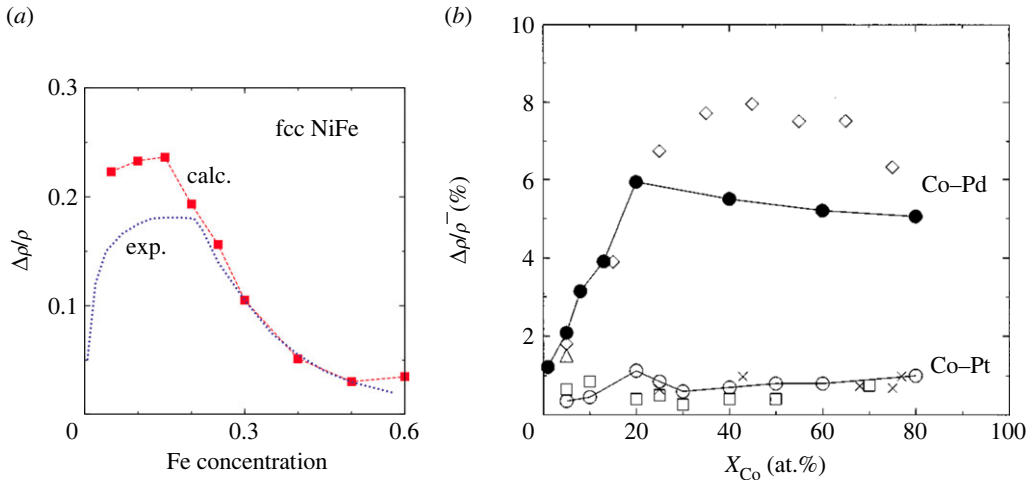 (a)
0.3
0.2
0.1
0
0.3
0.6
Δρ/ρ
Fe concentration
fcc NiFe
calc.
exp.
(b)
10
8
6
4
2
0
20
40
60
80
100
Δρ/ρ̄ (%)
X_Co (at.%)
Co–Pd
Co–Pt